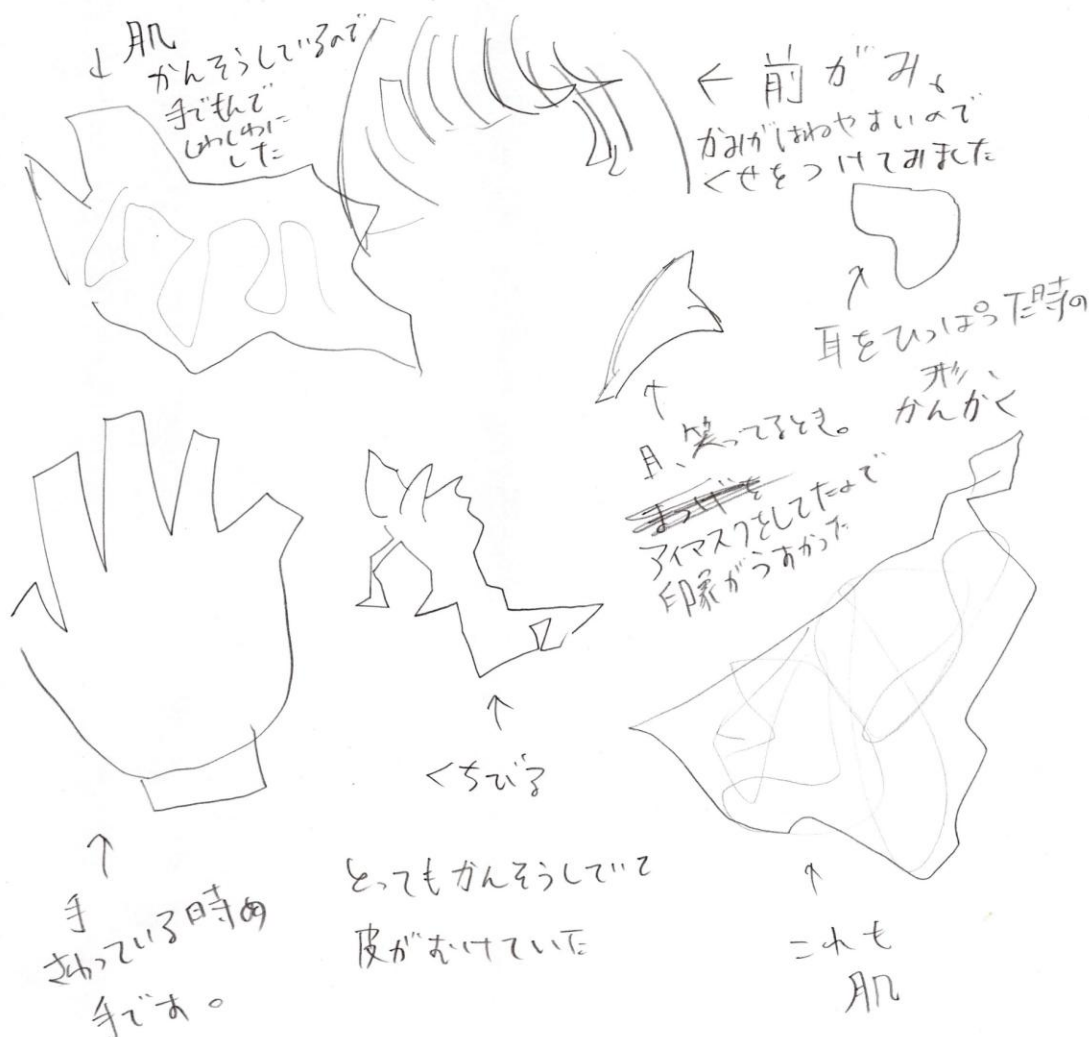 ↓ 肌
かんそうしているので
手でもんで
しわしわに
した
← 前がみ。
かみがはねやすいので
くせをつけてみました
↑
耳をひっぱった時の
形、
かんかく
↑
目、笑ってるとき。
まつげを
アイマスクをしてたので
印象がうすかった
↑
くちびる
とってもかんそうしていて
皮がむけていた
↑
手
さわっている時の
手です。
↑
これも
肌